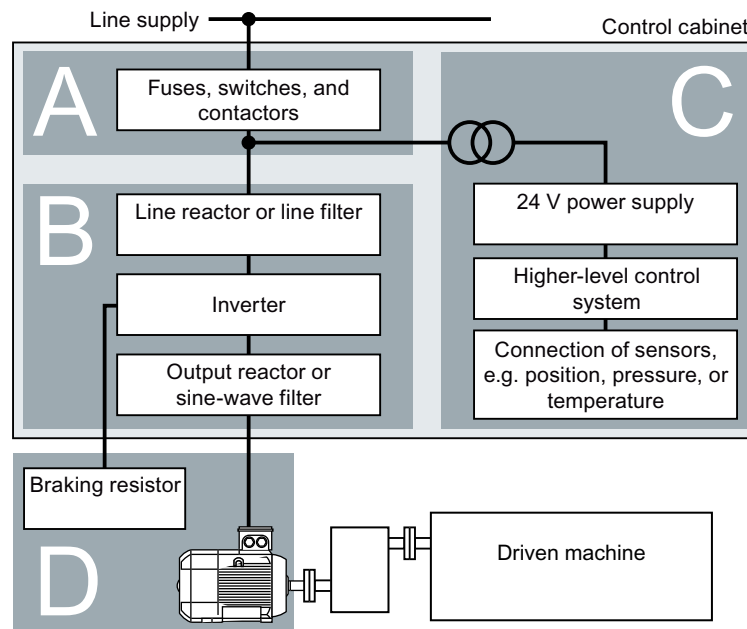 Line supply
Control cabinet
A
Fuses, switches, and
contactors
C
B
Line reactor or line filter
24 V power supply
Inverter
Higher-level control
system
Output reactor or
sine-wave filter
Connection of sensors,
e.g. position, pressure, or
temperature
Braking resistor
D
Driven machine